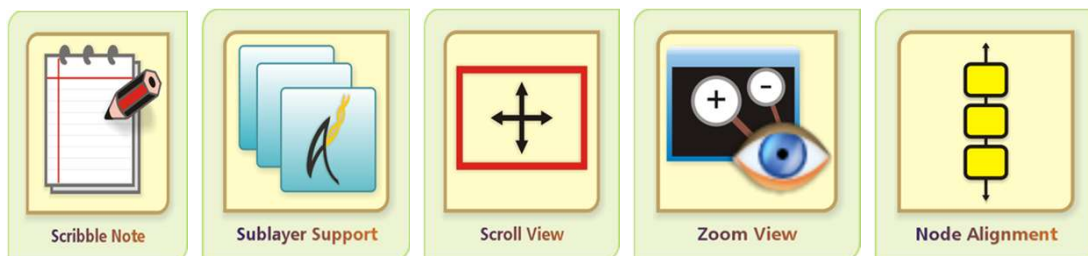 Scribble Note
Sublayer Support
Scroll View
Zoom View
Node Alignment